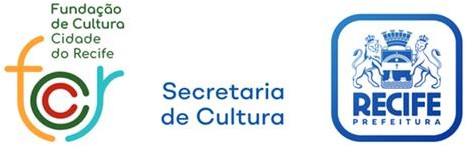 Fundação
de Cultura
Cidade
do Recife
fccr
Secretaria
de Cultura
RECIFE
PREFEITURA